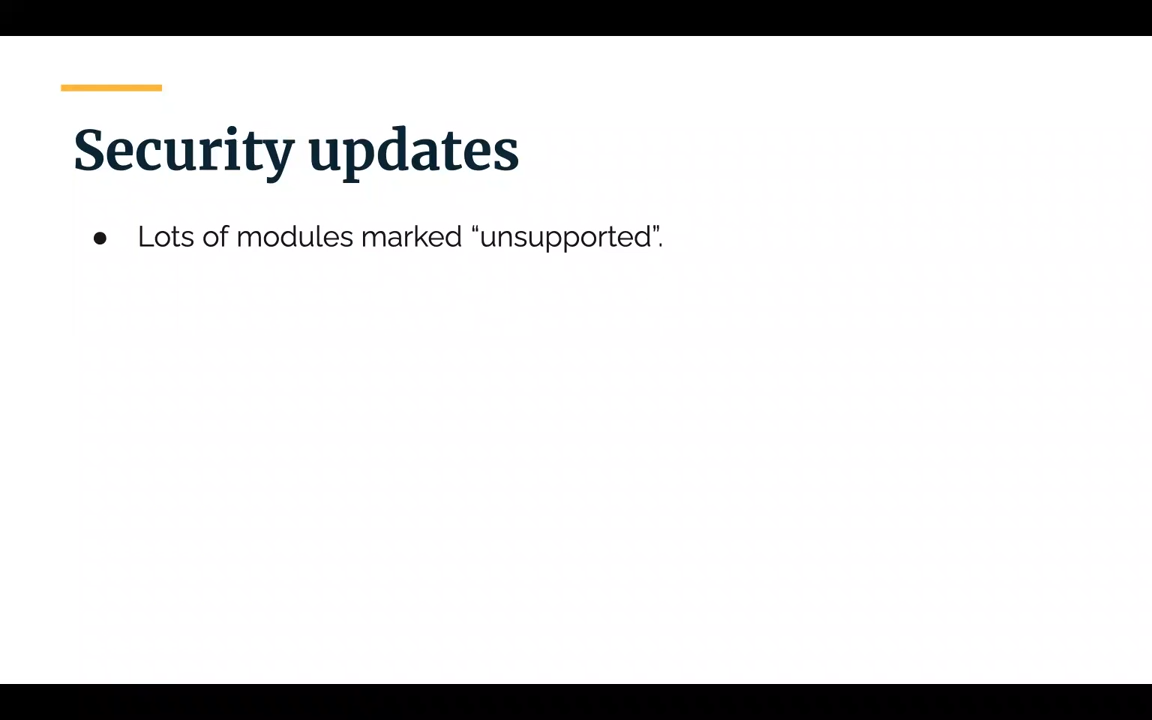 Security updates
● Lots of modules marked “unsupported”.